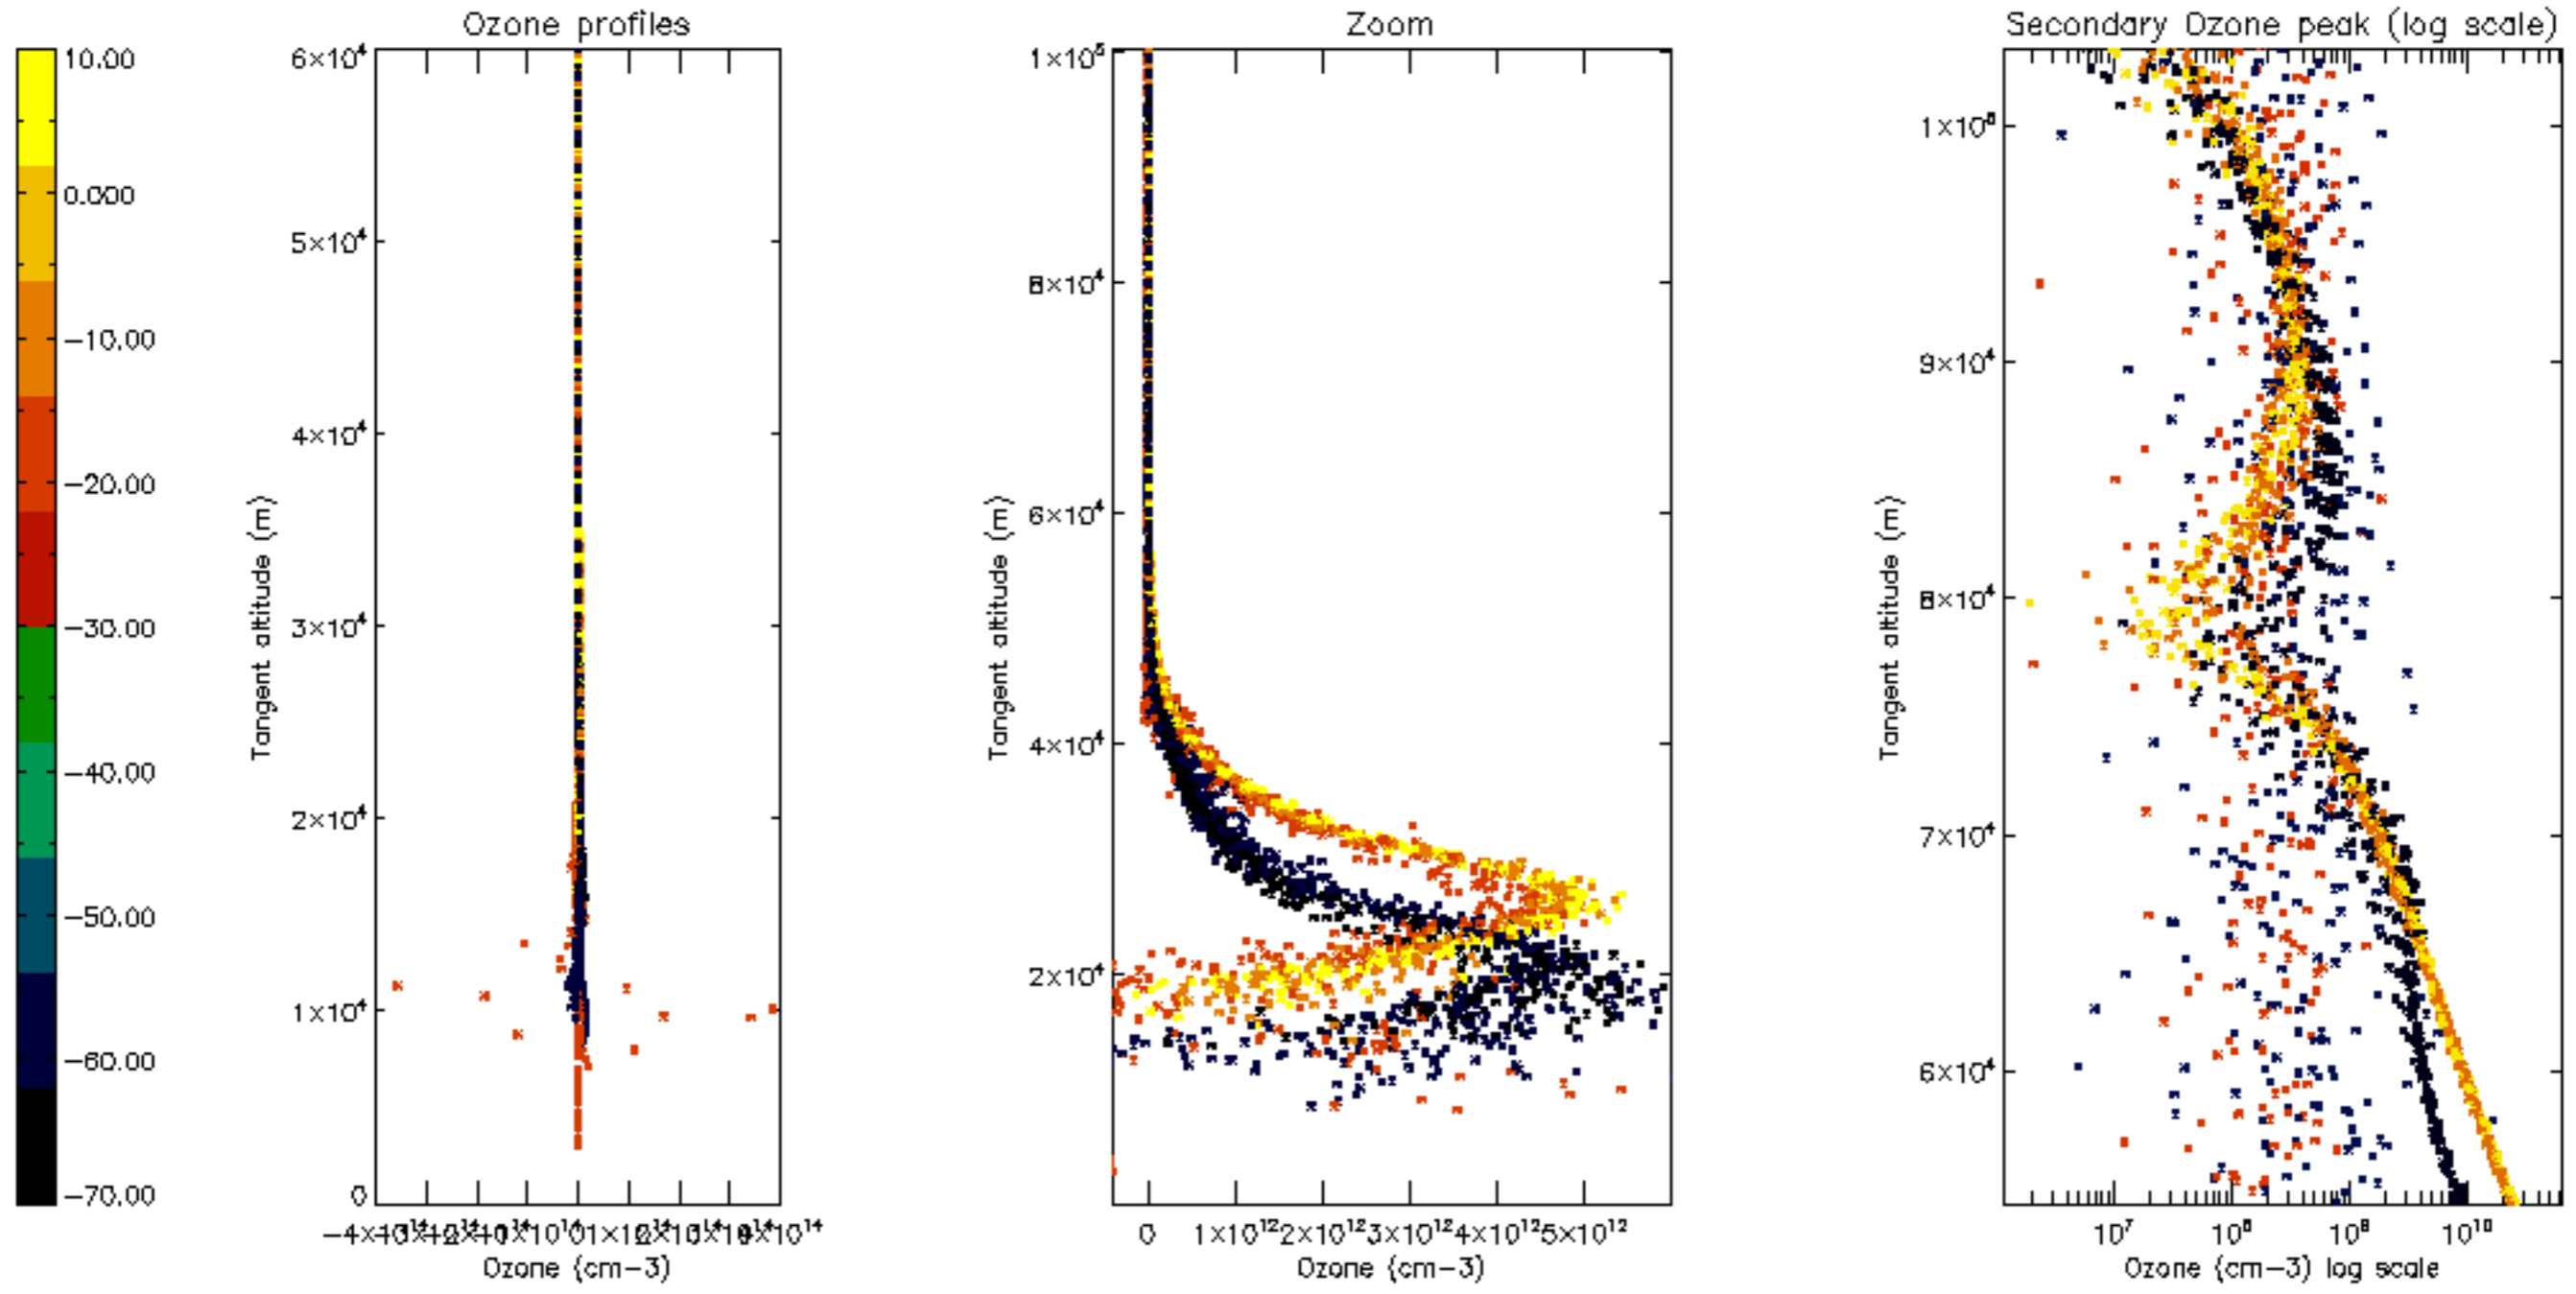 Ozone profiles
Zoom
Secondary Ozone peak (log scale)
10.00
0.000
−10.00
−20.00
−30.00
−40.00
−50.00
−60.00
−70.00
6×10⁴
5×10⁴
4×10⁴
3×10⁴
2×10⁴
1×10⁴
0
Tangent altitude (m)
Ozone (cm−3)
1×10⁵
8×10⁴
6×10⁴
4×10⁴
2×10⁴
Tangent altitude (m)
0 1×10¹² 2×10¹² 3×10¹² 4×10¹² 5×10¹²
Ozone (cm−3)
1×10⁵
9×10⁴
8×10⁴
7×10⁴
6×10⁴
Tangent altitude (m)
10⁷ 10⁸ 10⁹ 10¹⁰
Ozone (cm−3) log scale